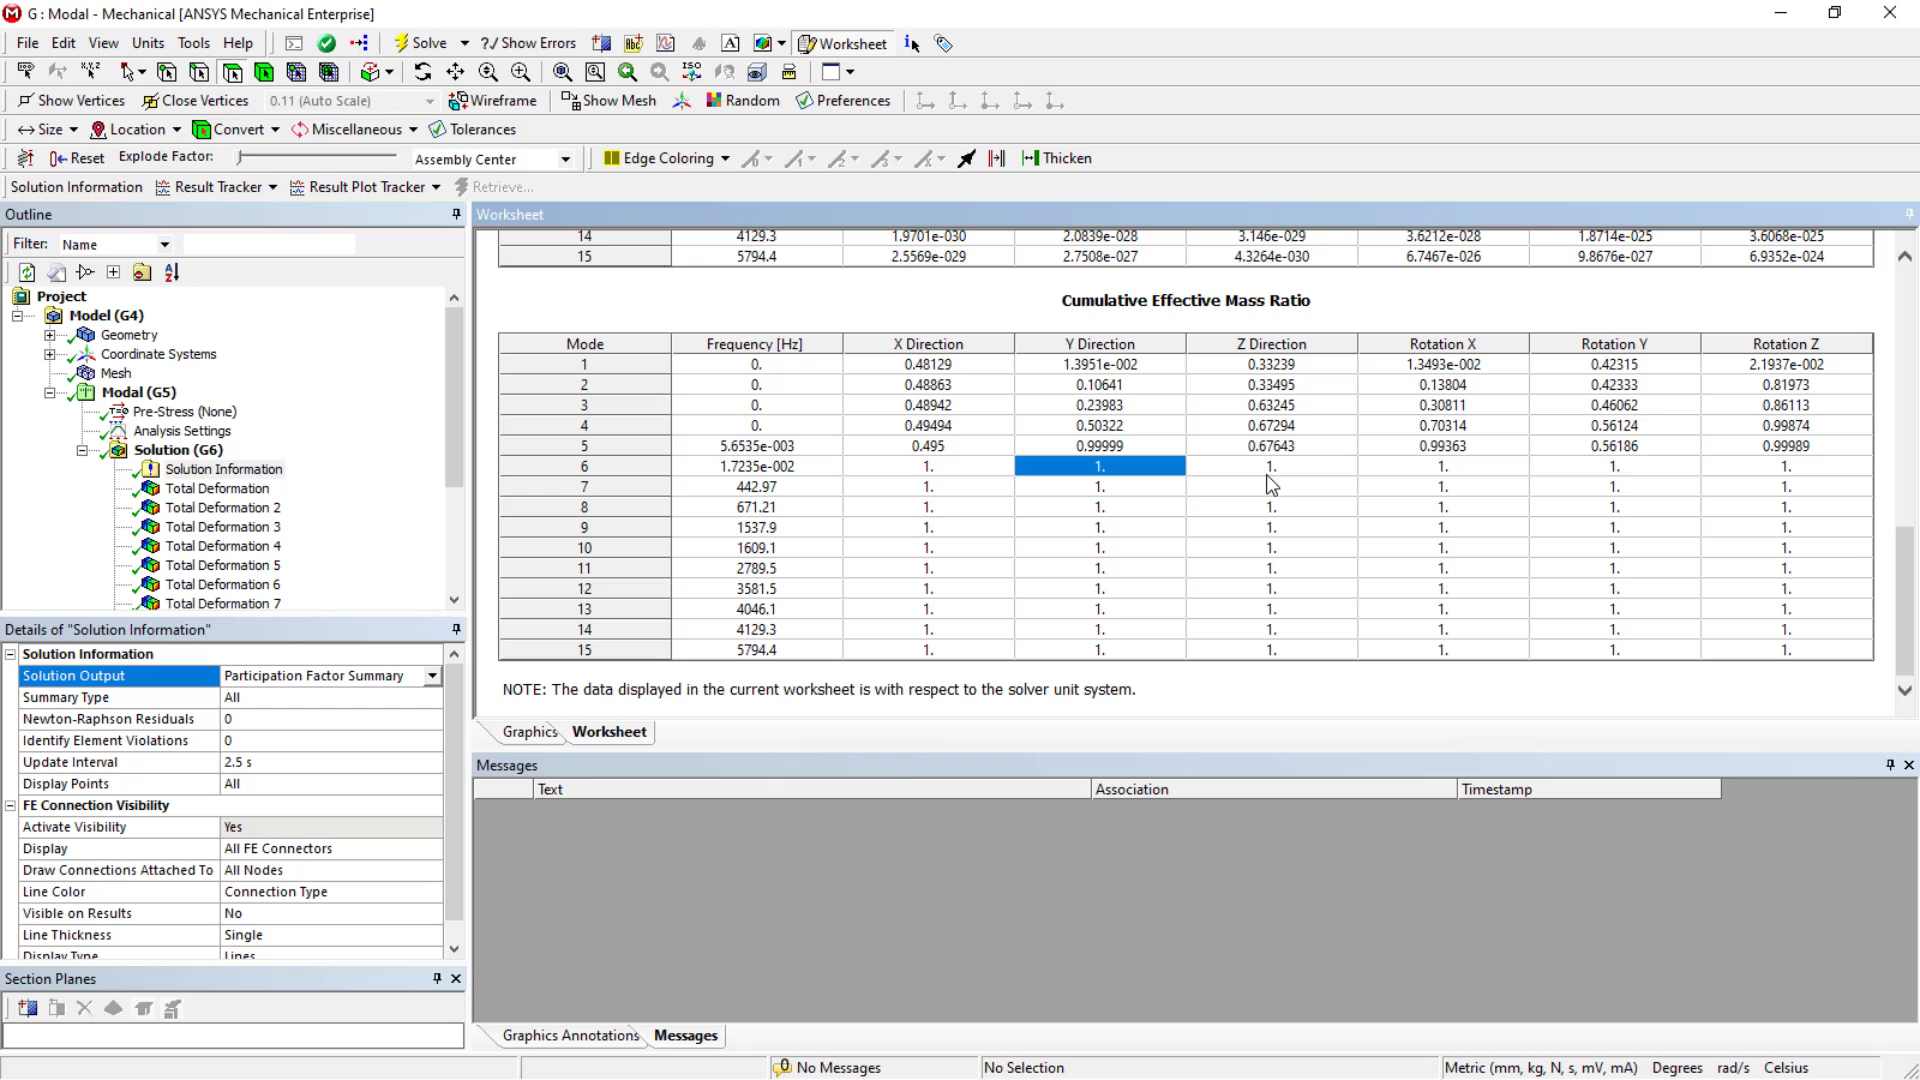 G : Modal - Mechanical [ANSYS Mechanical Enterprise]
File Edit View Units Tools Help Solve ?/ Show Errors Worksheet
Show Vertices Close Vertices 0.11 (Auto Scale) Wireframe Show Mesh Random Preferences
Size Location Convert Miscellaneous Tolerances
Reset Explode Factor: Assembly Center Edge Coloring Thicken
Solution Information Result Tracker Result Plot Tracker Retrieve...
Outline
Filter: Name
Project
Model (G4)
Geometry
Coordinate Systems
Mesh
Modal (G5)
Pre-Stress (None)
Analysis Settings
Solution (G6)
Solution Information
Total Deformation
Total Deformation 2
Total Deformation 3
Total Deformation 4
Total Deformation 5
Total Deformation 6
Total Deformation 7
Details of "Solution Information"
Solution Information
Solution Output Participation Factor Summary
Summary Type All
Newton-Raphson Residuals 0
Identify Element Violations 0
Update Interval 2.5 s
Display Points All
FE Connection Visibility
Activate Visibility Yes
Display All FE Connectors
Draw Connections Attached To All Nodes
Line Color Connection Type
Visible on Results No
Line Thickness Single
Display Type Lines
Section Planes
Worksheet
14 4129.3 1.9701e-030 2.0839e-028 3.146e-029 3.6212e-028 1.8714e-025 3.6068e-025
15 5794.4 2.5569e-029 2.7508e-027 4.3264e-030 6.7467e-026 9.8676e-027 6.9352e-024
Cumulative Effective Mass Ratio
Mode Frequency [Hz] X Direction Y Direction Z Direction Rotation X Rotation Y Rotation Z
1 0. 0.48129 1.3951e-002 0.33239 1.3493e-002 0.42315 2.1937e-002
2 0. 0.48863 0.10641 0.33495 0.13804 0.42333 0.81973
3 0. 0.48942 0.23983 0.63245 0.30811 0.46062 0.86113
4 0. 0.49494 0.50322 0.67294 0.70314 0.56124 0.99874
5 5.6535e-003 0.495 0.99999 0.67643 0.99363 0.56186 0.99989
6 1.7235e-002 1. 1. 1. 1. 1. 1.
7 442.97 1. 1. 1. 1. 1. 1.
8 671.21 1. 1. 1. 1. 1. 1.
9 1537.9 1. 1. 1. 1. 1. 1.
10 1609.1 1. 1. 1. 1. 1. 1.
11 2789.5 1. 1. 1. 1. 1. 1.
12 3581.5 1. 1. 1. 1. 1. 1.
13 4046.1 1. 1. 1. 1. 1. 1.
14 4129.3 1. 1. 1. 1. 1. 1.
15 5794.4 1. 1. 1. 1. 1. 1.
NOTE: The data displayed in the current worksheet is with respect to the solver unit system.
Graphics Worksheet
Messages
Text Association Timestamp
Graphics Annotations Messages
No Messages No Selection Metric (mm, kg, N, s, mV, mA) Degrees rad/s Celsius